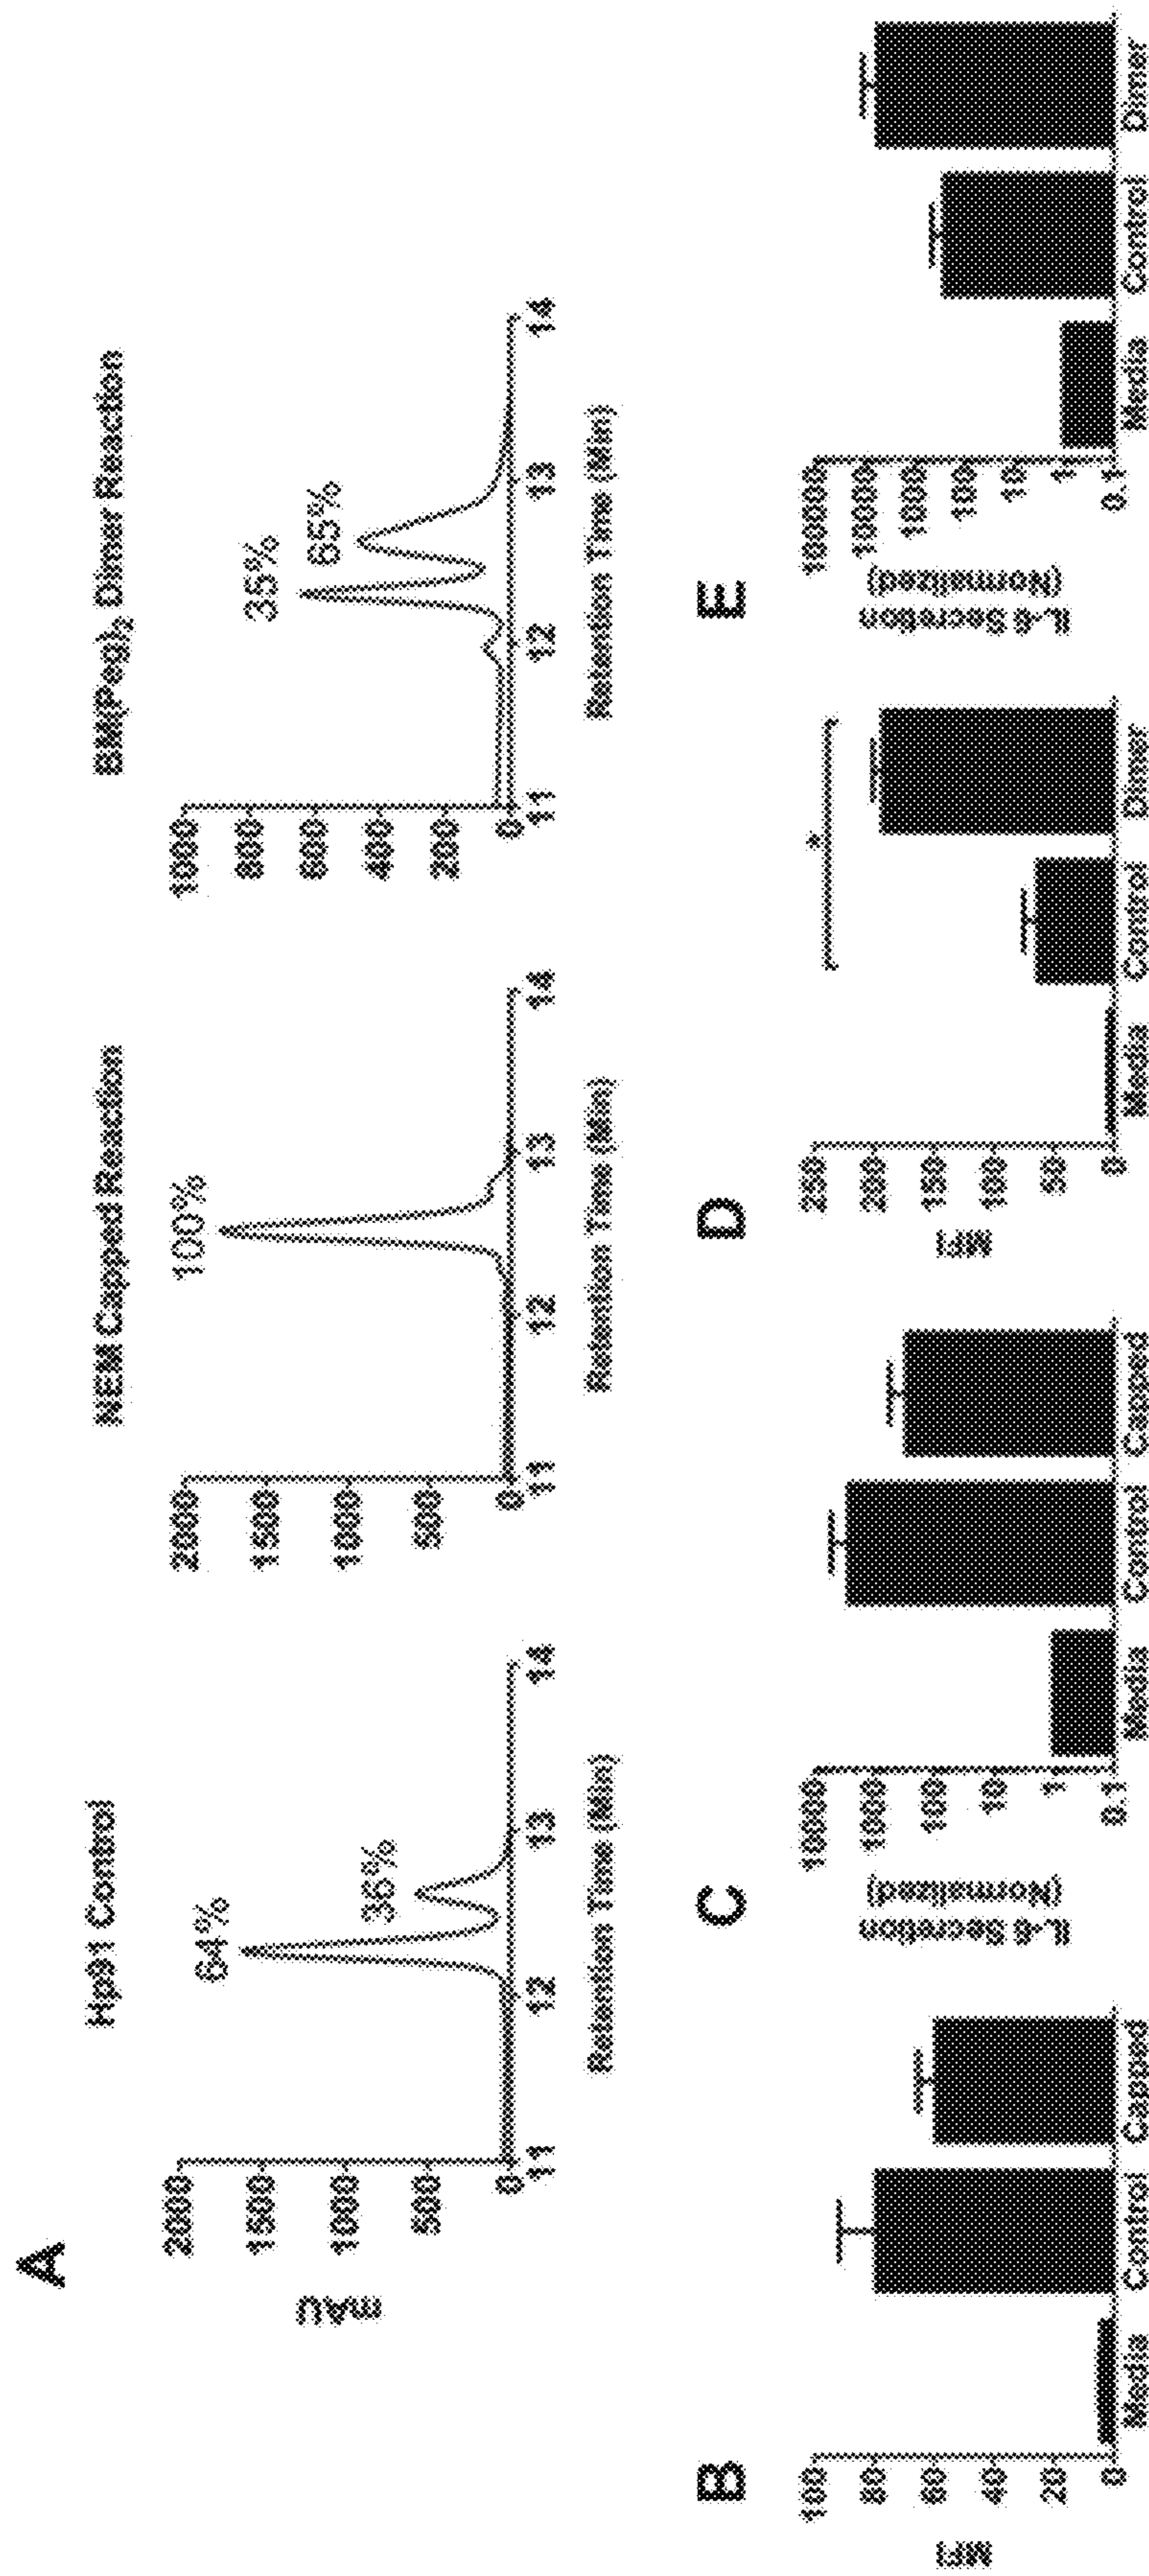 A
Hp91 Control
mAU
2000
1500
1000
500
0
64%
36%
11 12 13 14
Retention Time (Min)
NEM Capped Reaction
2000
1500
1000
500
0
100%
11 12 13 14
Retention Time (Min)
BM(Peg)₂ Dimer Reaction
1000
800
600
400
200
0
35%
65%
11 12 13 14
Retention Time (Min)
B
MFI
100
80
60
40
20
0
Media Control Capped
C
IL-6 Secretion
(Normalized)
10000
1000
100
10
1
0.1
Media Control Capped
D
MFI
250
200
150
100
50
0
*
Media Control Dimer
E
IL-6 Secretion
(Normalized)
100000
10000
1000
100
10
1
0.1
Media Control Dimer